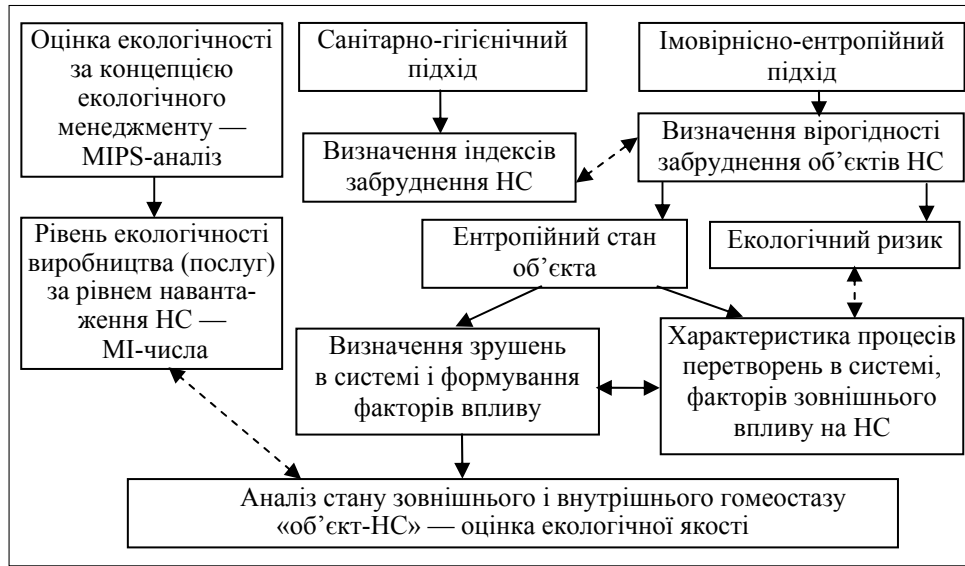 Оцінка екологічності
за концепцією
екологічного
менеджменту —
MIPS-аналіз
Санітарно-гігієнічний
підхід
Імовірнісно-ентропійний
підхід
Визначення індексів
забруднення НС
Визначення вірогідності
забруднення об’єктів НС
Рівень екологічності
виробництва (послуг)
за рівнем наванта-
ження НС —
МІ-числа
Ентропійний стан
об’єкта
Екологічний ризик
Визначення зрушень
в системі і формування
факторів впливу
Характеристика процесів
перетворень в системі,
факторів зовнішнього
впливу на НС
Аналіз стану зовнішнього і внутрішнього гомеостазу
«об’єкт-НС» — оцінка екологічної якості